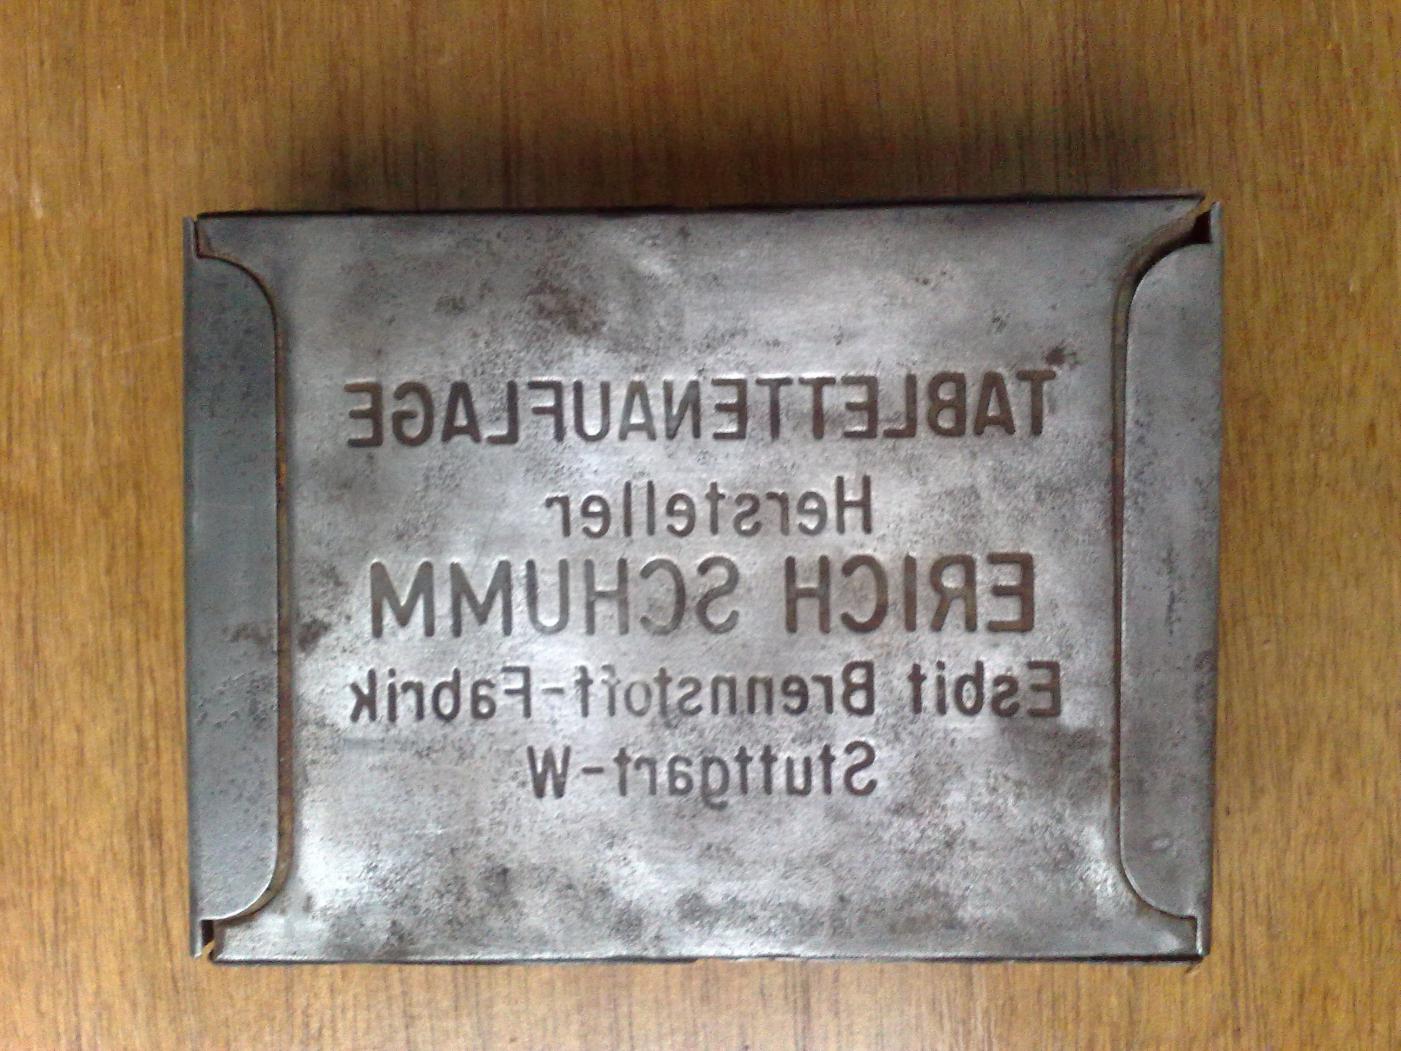 TABLETTENAUFLAGE
Hersteller
ERICH SCHUMM
Esbit Brennstoff-Fabrik
Stuttgart-W